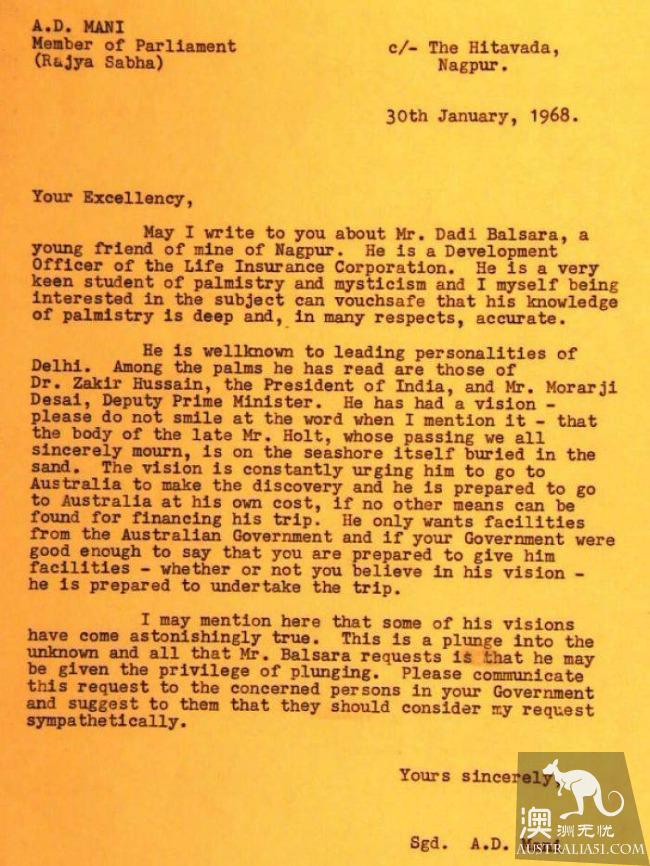 A.D. MANI
Member of Parliament
(Rajya Sabha)
c/- The Hitavada,
Nagpur.
30th January, 1968.
Your Excellency,
May I write to you about Mr. Dadi Balsara, a
young friend of mine of Nagpur. He is a Development
Officer of the Life Insurance Corporation. He is a very
keen student of palmistry and mysticism and I myself being
interested in the subject can vouchsafe that his knowledge
of palmistry is deep and, in many respects, accurate.
He is wellknown to leading personalities of
Delhi. Among the palms he has read are those of
Dr. Zakir Hussain, the President of India, and Mr. Morarji
Desai, Deputy Prime Minister. He has had a vision -
please do not smile at the word when I mention it - that
the body of the late Mr. Holt, whose passing we all
sincerely mourn, is on the seashore itself buried in the
sand. The vision is constantly urging him to go to
Australia to make the discovery and he is prepared to go
to Australia at his own cost, if no other means can be
found for financing his trip. He only wants facilities
from the Australian Government and if your Government were
good enough to say that you are prepared to give him
facilities - whether or not you believe in his vision -
he is prepared to undertake the trip.
I may mention here that some of his visions
have come astonishingly true. This is a plunge into the
unknown and all that Mr. Balsara requests is that he may
be given the privilege of plunging. Please communicate
this request to the concerned persons in your Government
and suggest to them that they should consider my request
sympathetically.
Yours sincerely,
Sgd. A.D. Mani
澳洲无忧
AUSTRALIA51.COM